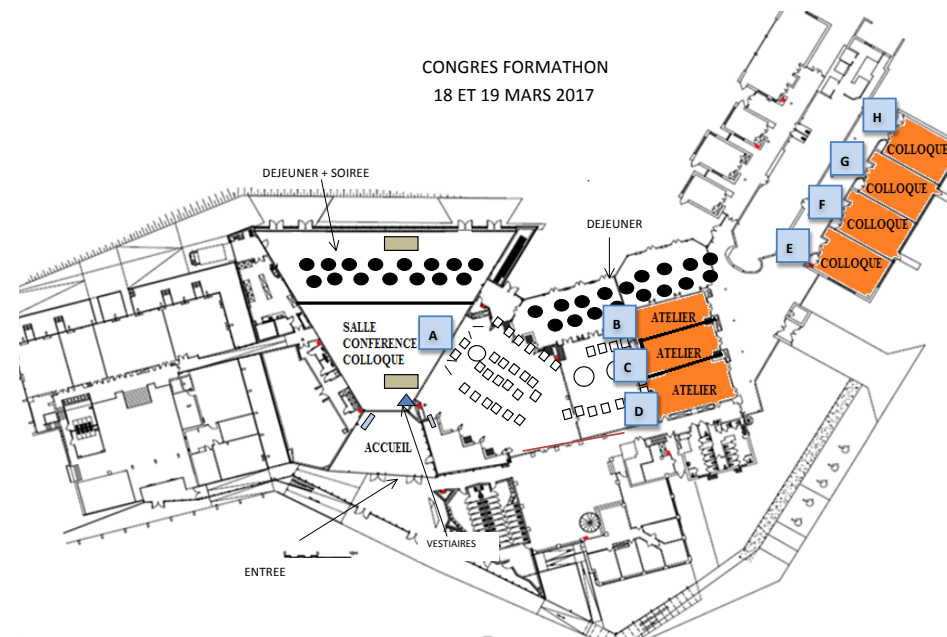 CONGRES FORMATHON
18 ET 19 MARS 2017
H
COLLOQUE
G
COLLOQUE
F
COLLOQUE
E
COLLOQUE
DEJEUNER + SOIREE
DEJEUNER
A
SALLE
CONFERENCE
COLLOQUE
B
ATELIER
C
ATELIER
D
ATELIER
ACCUEIL
VESTIAIRES
ENTREE